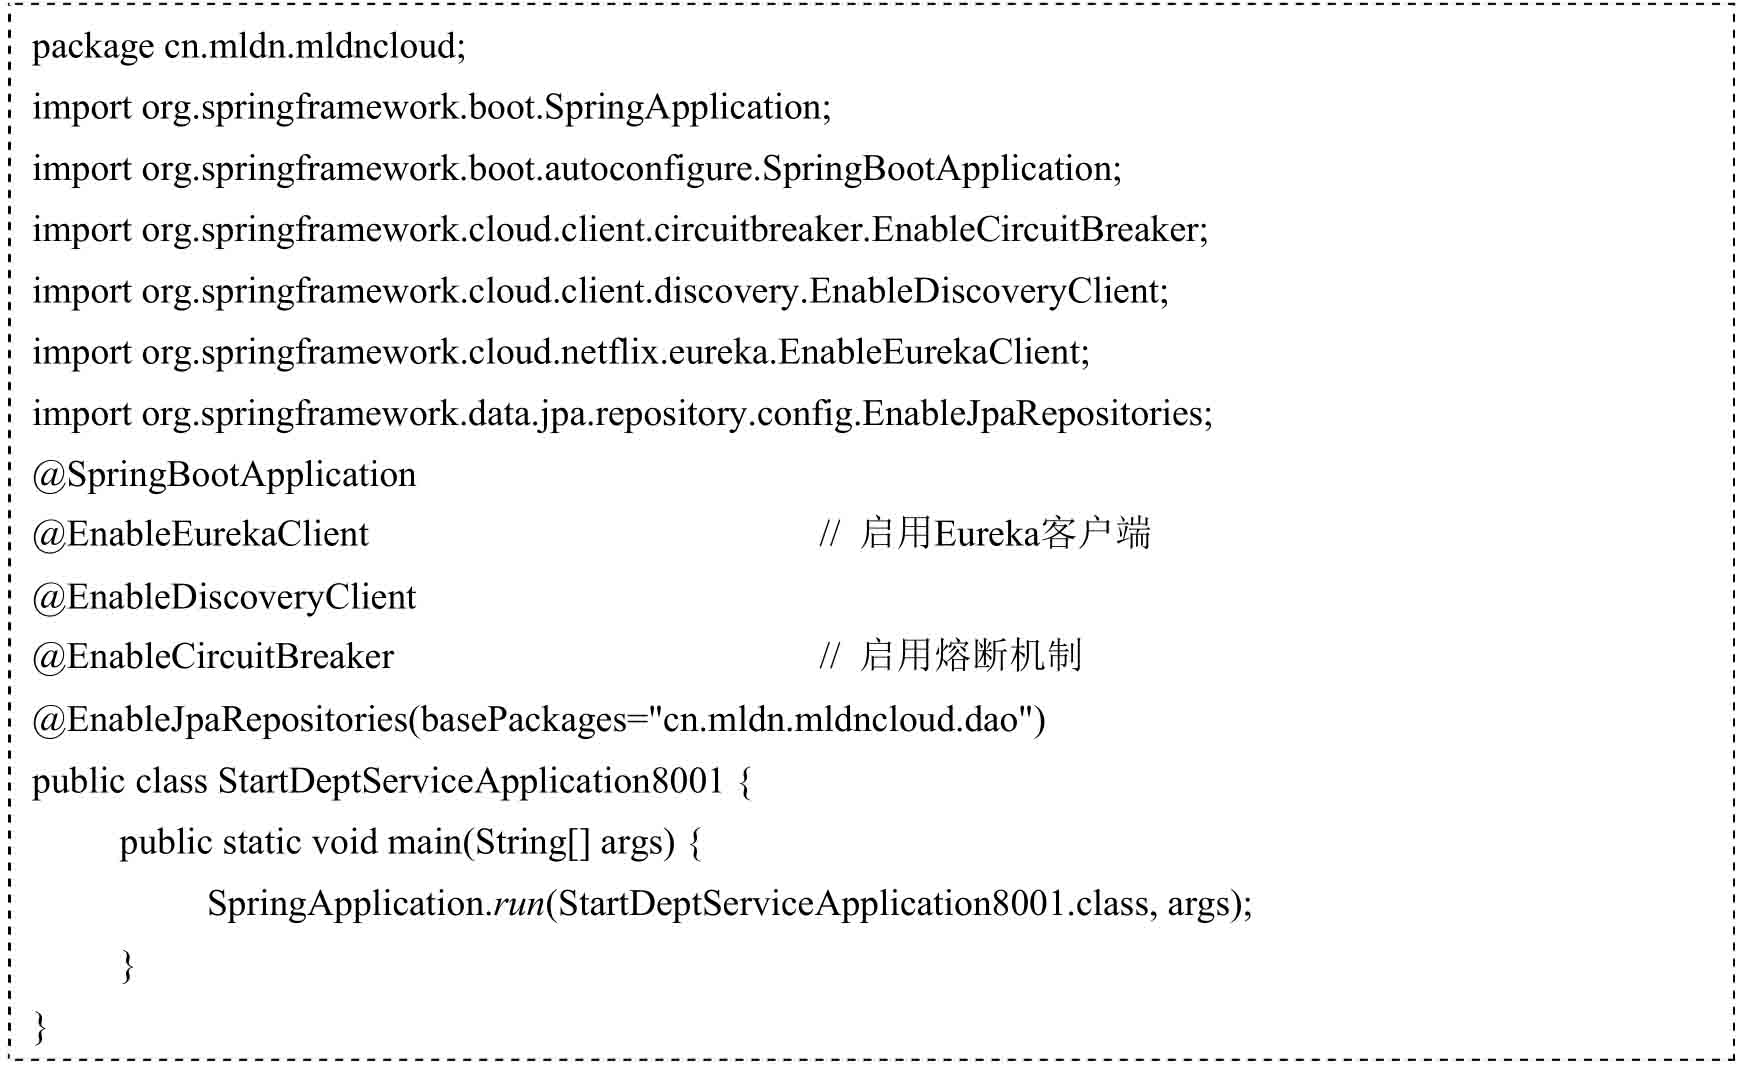 package cn.mldn.mldncloud;
import org.springframework.boot.SpringApplication;
import org.springframework.boot.autoconfigure.SpringBootApplication;
import org.springframework.cloud.client.circuitbreaker.EnableCircuitBreaker;
import org.springframework.cloud.client.discovery.EnableDiscoveryClient;
import org.springframework.cloud.netflix.eureka.EnableEurekaClient;
import org.springframework.data.jpa.repository.config.EnableJpaRepositories;
@SpringBootApplication
@EnableEurekaClient // 启用Eureka客户端
@EnableDiscoveryClient
@EnableCircuitBreaker // 启用熔断机制
@EnableJpaRepositories(basePackages="cn.mldn.mldncloud.dao")
public class StartDeptServiceApplication8001 {
public static void main(String[] args) {
SpringApplication.run(StartDeptServiceApplication8001.class, args);
}
}